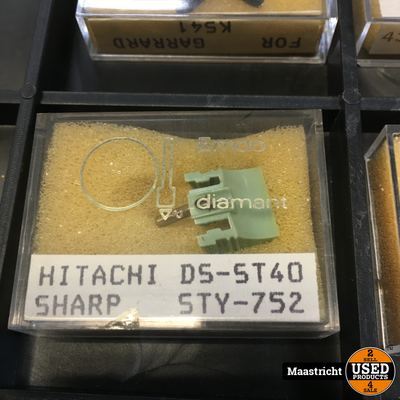 FOR
GARRARD
KS41
diamant
HITACHI DS-ST40
SHARP STY-752
Maastricht
2
SELL
USED
PRODUCTS
4
SALE